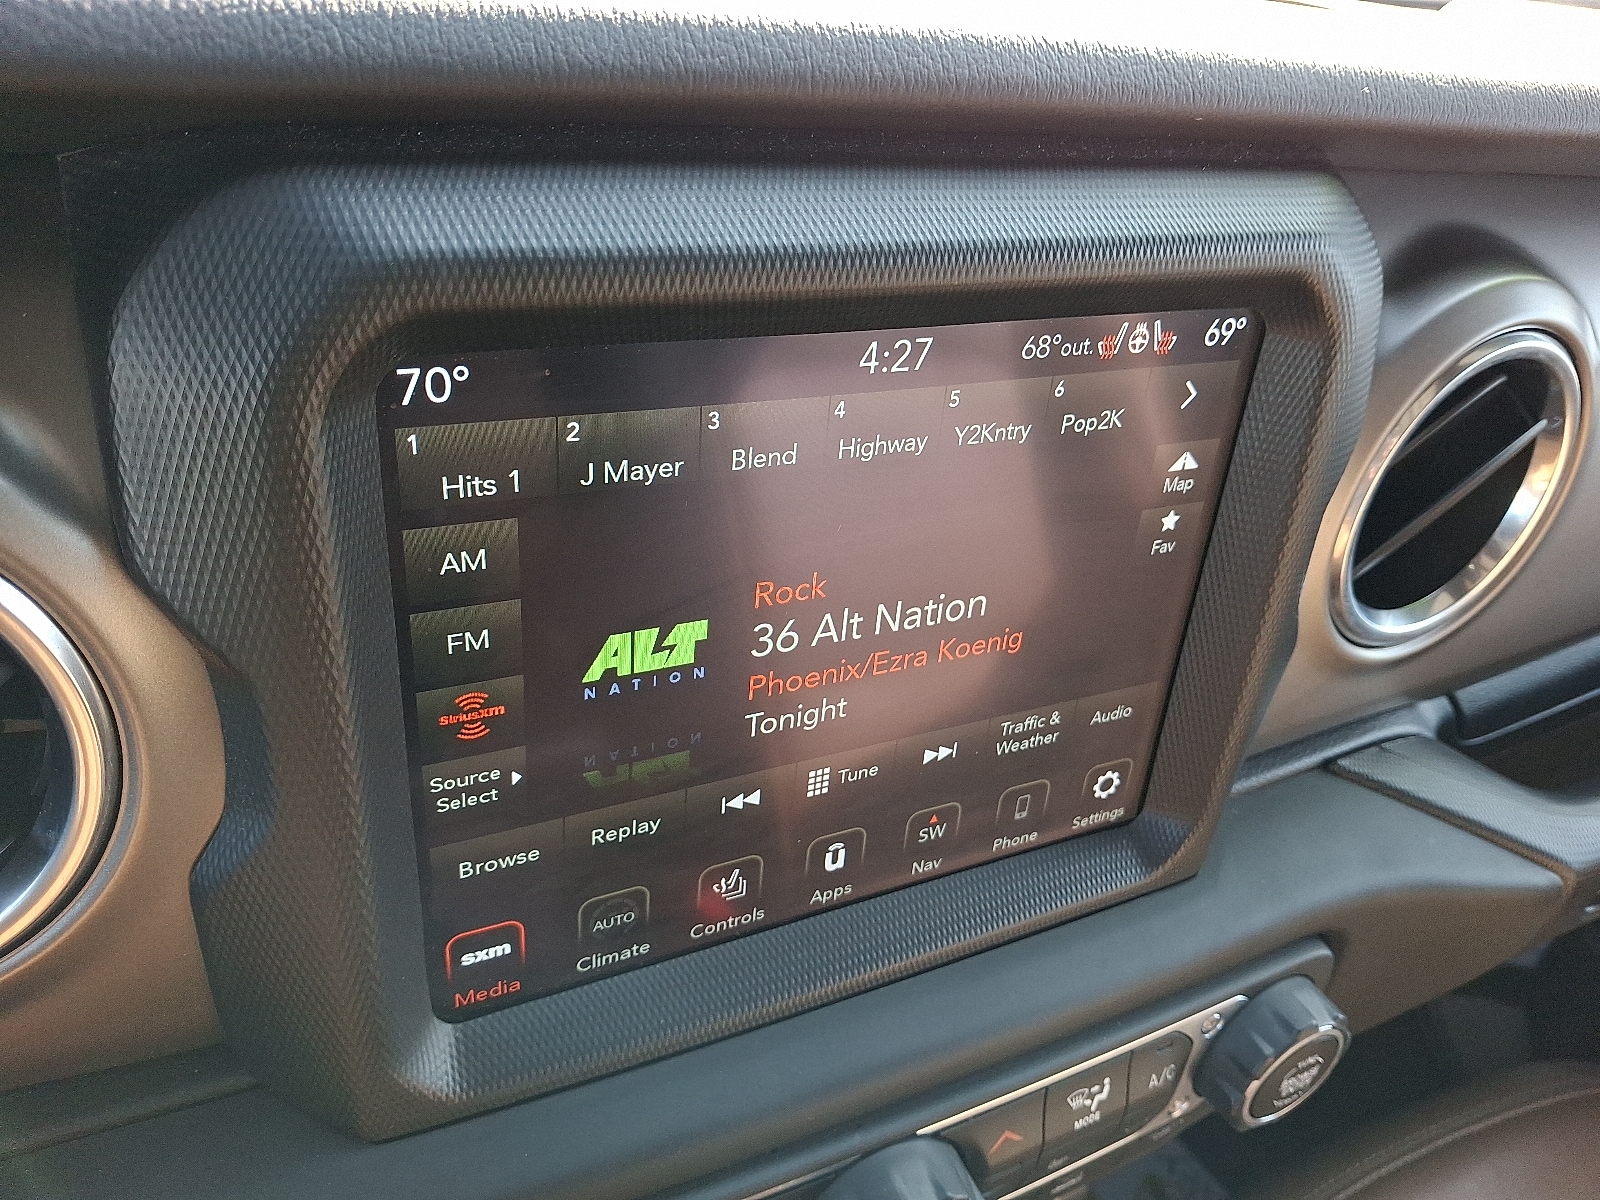 70°
4:27
68°out.
69°
1
Hits 1
2
J Mayer
3
Blend
4
Highway
5
Y2Kntry
6
Pop2K
Map
Fav
AM
FM
siriusxm
Source
Select
ALT
NATION
Rock
36 Alt Nation
Phoenix/Ezra Koenig
Tonight
Browse
Replay
Tune
Traffic &
Weather
Audio
sxm
Media
AUTO
Climate
Controls
U
Apps
SW
Nav
Phone
Settings
MODE
A/C